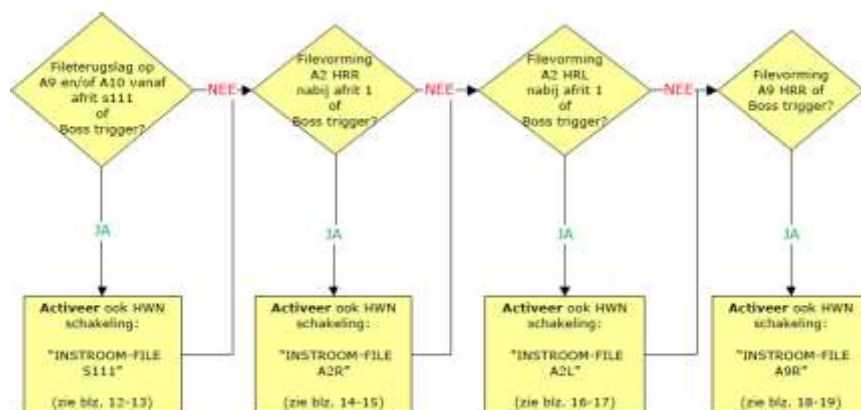 Fileterugslag op
A9 en/of A10 vanaf
afrit s111
of
Boss trigger?
NEE
Filevorming
A2 HRR
nabij afrit 1
of
Boss trigger?
NEE
Filevorming
A2 HRL
nabij afrit 1
of
Boss trigger?
NEE
Filevorming
A9 HRR of
Boss trigger?
JA
JA
JA
JA
Activeer ook HWN
schakeling:
"INSTROOM-FILE
S111"
(zie blz. 12-13)
Activeer ook HWN
schakeling:
"INSTROOM-FILE
A2R"
(zie blz. 14-15)
Activeer ook HWN
schakeling:
"INSTROOM-FILE
A2L"
(zie blz. 16-17)
Activeer ook HWN
schakeling:
"INSTROOM-FILE
A9R"
(zie blz. 18-19)